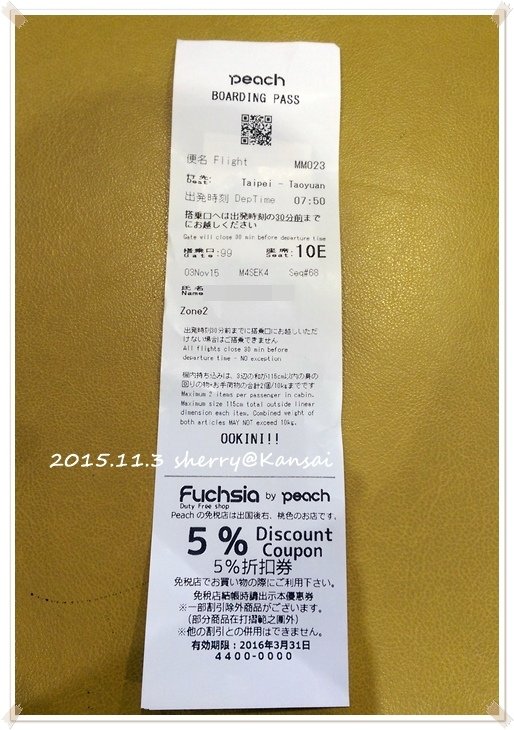 peach
BOARDING PASS
便名 Flight MM023
行先 Dest: Taipei - Taoyuan
出発時刻 DepTime 07:50
搭乗口へは出発時刻の30分前まで
にお越しください
Gate will close 30 min before departure time
搭乗口 Gate :99 座席 Seat: 10E
03Nov15 M4SEK4 Seq#68
氏名
Name
Zone2
出発時刻30分前までに搭乗口にお越しいただ
けない場合はご搭乗できません
All flights close 30 min before
departure time - NO exception
機内持ち込みは、3辺の和が115cm以内の身の
回りの物・お手荷物の合計2個/10kgまでです
Maximum 2 items per passenger in cabin.
Maximum size 115cm total outside linear
dimension each item. Combined weight of
both articles MAY NOT exceed 10kg.
OOKINI!!
2015.11.3 sherry@Kansai
Fuchsia by peach
Duty Free shop
Peachの免税店は出国後右、桃色のお店です。
5% Discount
Coupon
5%折扣券
免税店でお買い物の際にご利用下さい。
免税店結帳時請出示本優惠券
※一部割引除外商品がございます。
(部分商品在打摺範之圍外)
※他の割引との併用はできません。
有効期限：2016年3月31日
4400-0000